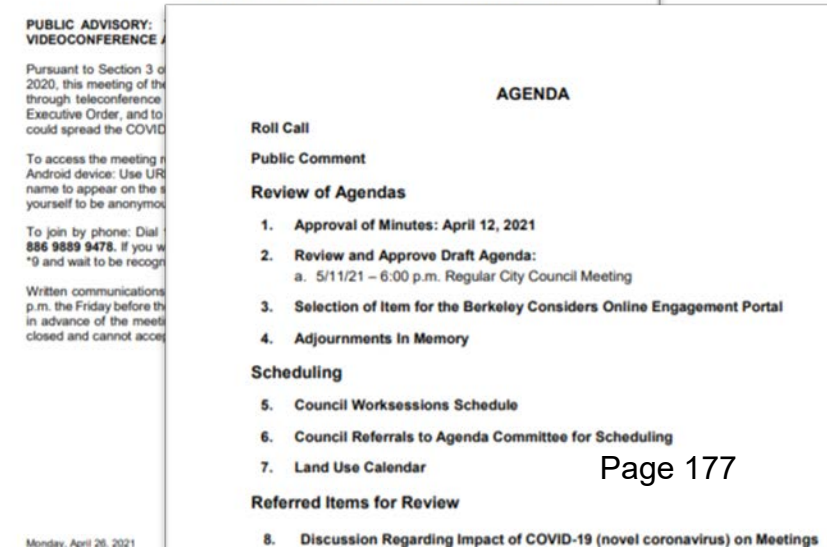 PUBLIC ADVISORY:
VIDEOCONFERENCE
Pursuant to Section 3
2020, this meeting of the
through teleconference
Executive Order, and to
could spread the COVID
To access the meeting
Android device: Use
name to appear on the
yourself to be
To join by phone: Dial
886 9889 9478. If you
*9 and wait to be
Written communications
p.m. the Friday before
in advance of the
closed and cannot
Monday, April 26, 2021
AGENDA
Roll Call
Public Comment
Review of Agendas
1. Approval of Minutes: April 12, 2021
2. Review and Approve Draft Agenda:
a. 5/11/21 – 6:00 p.m. Regular City Council Meeting
3. Selection of Item for the Berkeley Considers Online Engagement Portal
4. Adjournments In Memory
Scheduling
5. Council Worksessions Schedule
6. Council Referrals to Agenda Committee for Scheduling
7. Land Use Calendar
Page 177
Referred Items for Review
8. Discussion Regarding Impact of COVID-19 (novel coronavirus) on Meetings